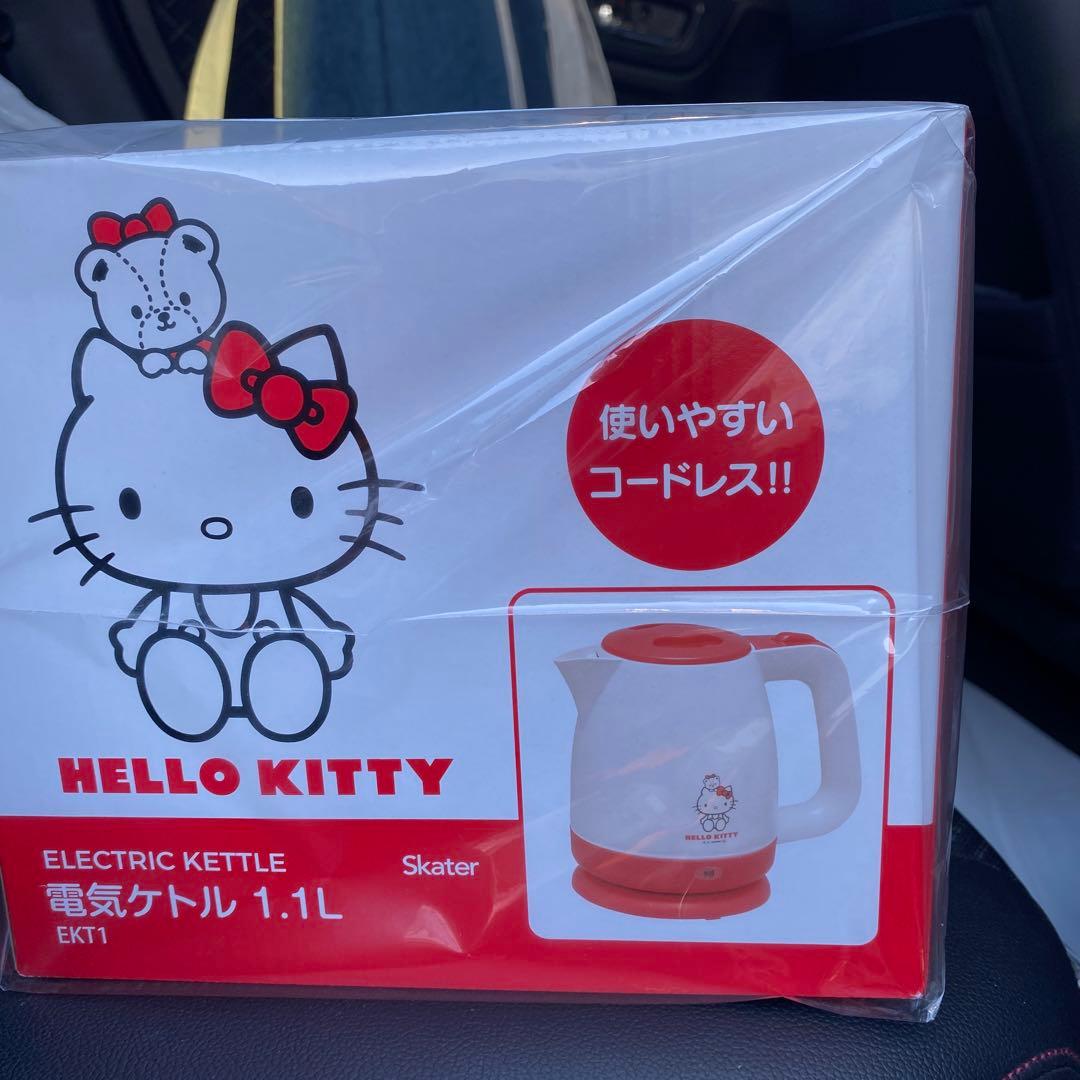 使いやすい
コードレス!!
HELLO KITTY
HELLO KITTY
ELECTRIC KETTLE
Skater
電気ケトル 1.1L
EKT1